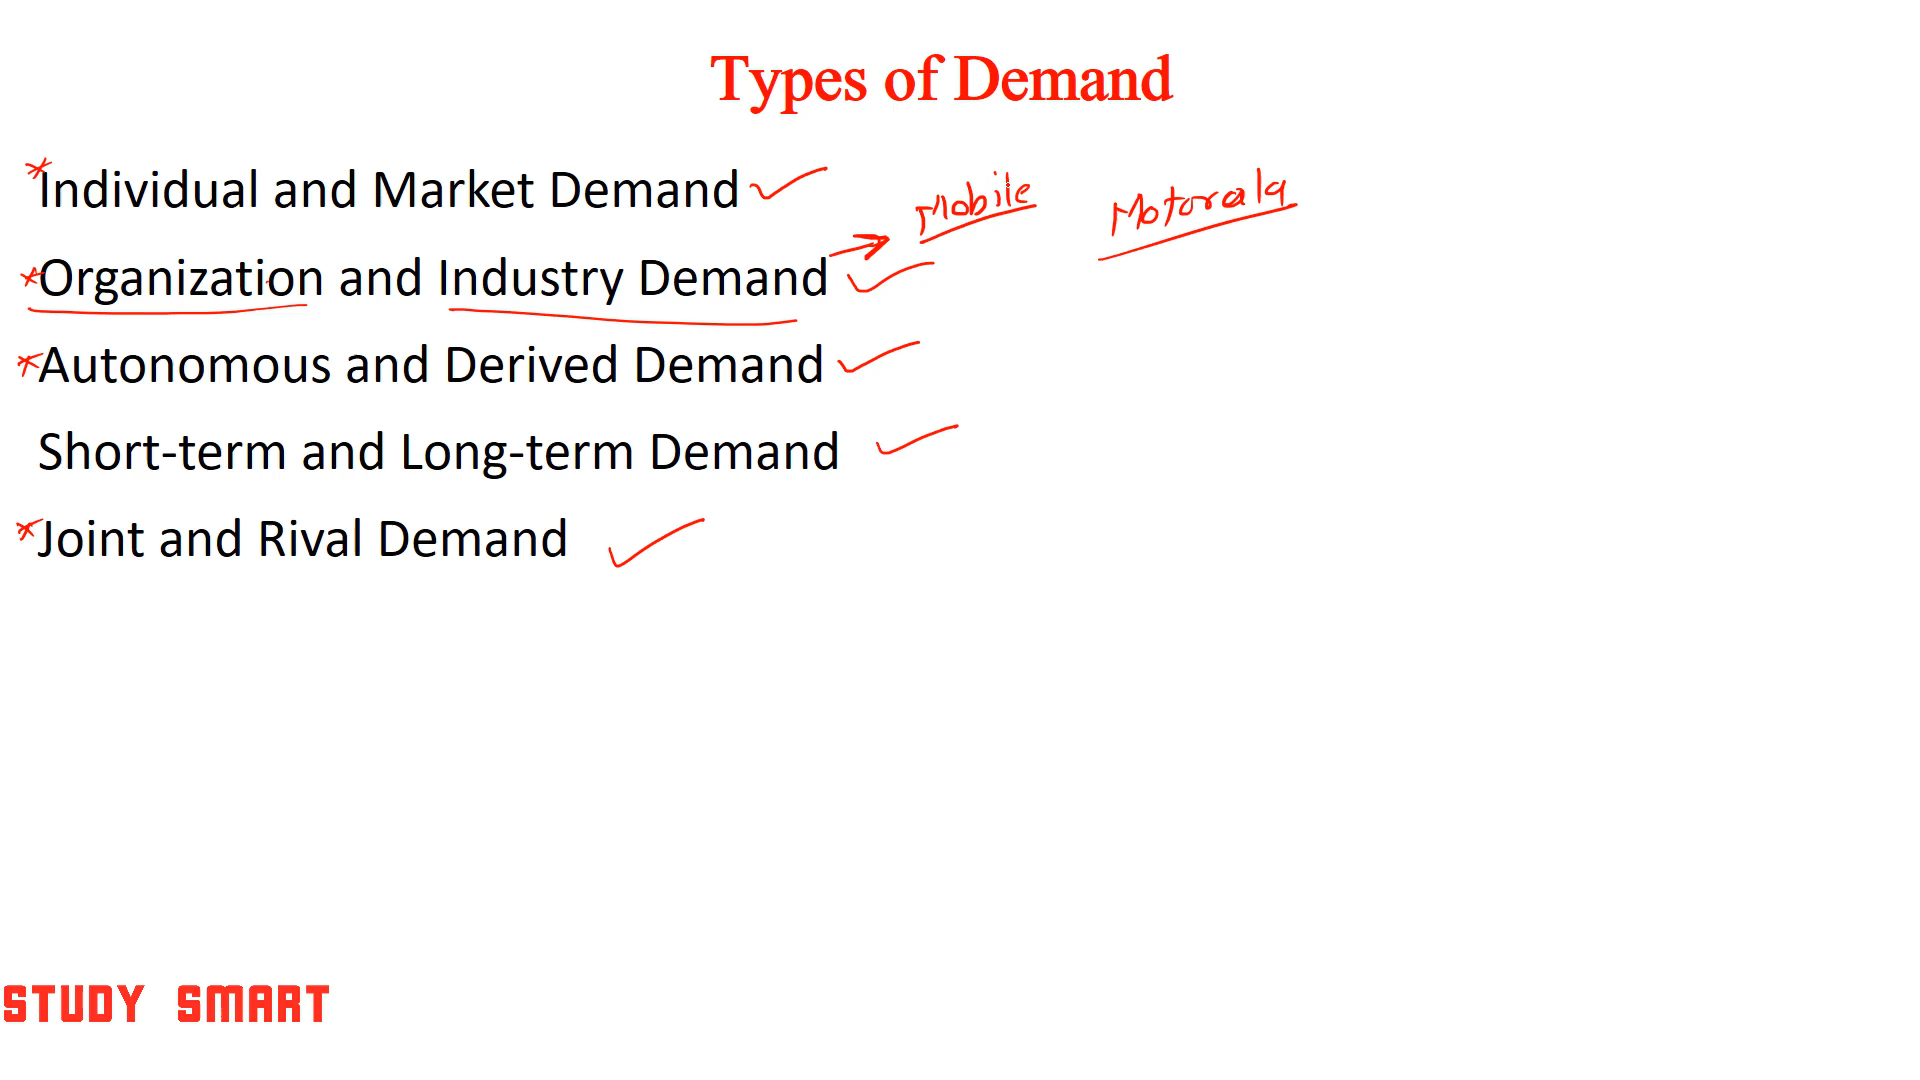 Types of Demand
Individual and Market Demand
Mobile
Motorala
Organization and Industry Demand
Autonomous and Derived Demand
Short-term and Long-term Demand
Joint and Rival Demand
STUDY SMART